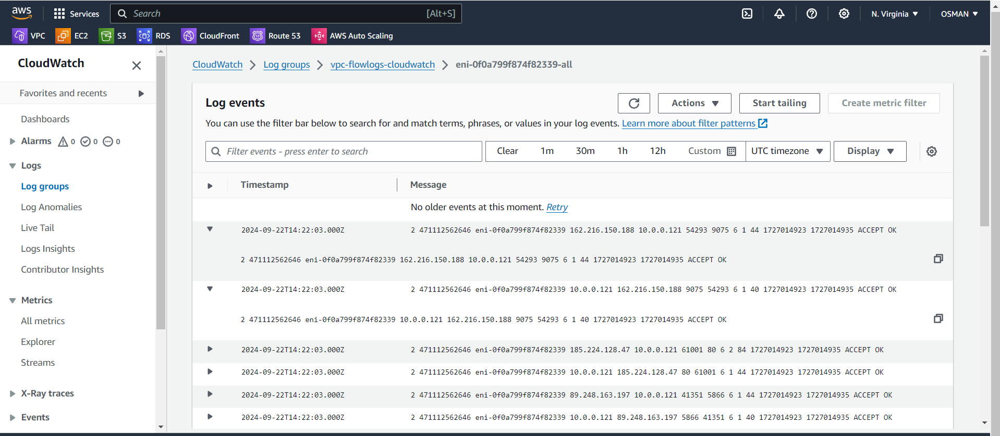 aws
Services
Search
[Alt+S]
N. Virginia
OSMAN
VPC
EC2
S3
RDS
CloudFront
Route 53
AWS Auto Scaling
CloudWatch
Favorites and recents
Dashboards
Alarms 0 0 0
Logs
Log groups
Log Anomalies
Live Tail
Logs Insights
Contributor Insights
Metrics
All metrics
Explorer
Streams
X-Ray traces
Events
CloudWatch > Log groups > vpc-flowlogs-cloudwatch > eni-0f0a799f874f82339-all
Log events
Actions
Start tailing
Create metric filter
You can use the filter bar below to search for and match terms, phrases, or values in your log events. Learn more about filter patterns
Filter events - press enter to search
Clear
1m
30m
1h
12h
Custom
UTC timezone
Display
Timestamp
Message
No older events at this moment. Retry
2024-09-22T14:22:03.000Z 2 471112562646 eni-0f0a799f874f82339 162.216.150.188 10.0.0.121 54293 9075 6 1 44 1727014923 1727014935 ACCEPT OK
2 471112562646 eni-0f0a799f874f82339 162.216.150.188 10.0.0.121 54293 9075 6 1 44 1727014923 1727014935 ACCEPT OK
2024-09-22T14:22:03.000Z 2 471112562646 eni-0f0a799f874f82339 10.0.0.121 162.216.150.188 9075 54293 6 1 40 1727014923 1727014935 ACCEPT OK
2 471112562646 eni-0f0a799f874f82339 10.0.0.121 162.216.150.188 9075 54293 6 1 40 1727014923 1727014935 ACCEPT OK
2024-09-22T14:22:03.000Z 2 471112562646 eni-0f0a799f874f82339 185.224.128.47 10.0.0.121 61001 80 6 2 84 1727014923 1727014935 ACCEPT OK
2024-09-22T14:22:03.000Z 2 471112562646 eni-0f0a799f874f82339 10.0.0.121 185.224.128.47 80 61001 6 1 44 1727014923 1727014935 ACCEPT OK
2024-09-22T14:22:03.000Z 2 471112562646 eni-0f0a799f874f82339 89.248.163.197 10.0.0.121 41351 5866 6 1 44 1727014923 1727014935 ACCEPT OK
2024-09-22T14:22:03.000Z 2 471112562646 eni-0f0a799f874f82339 10.0.0.121 89.248.163.197 5866 41351 6 1 40 1727014923 1727014935 ACCEPT OK